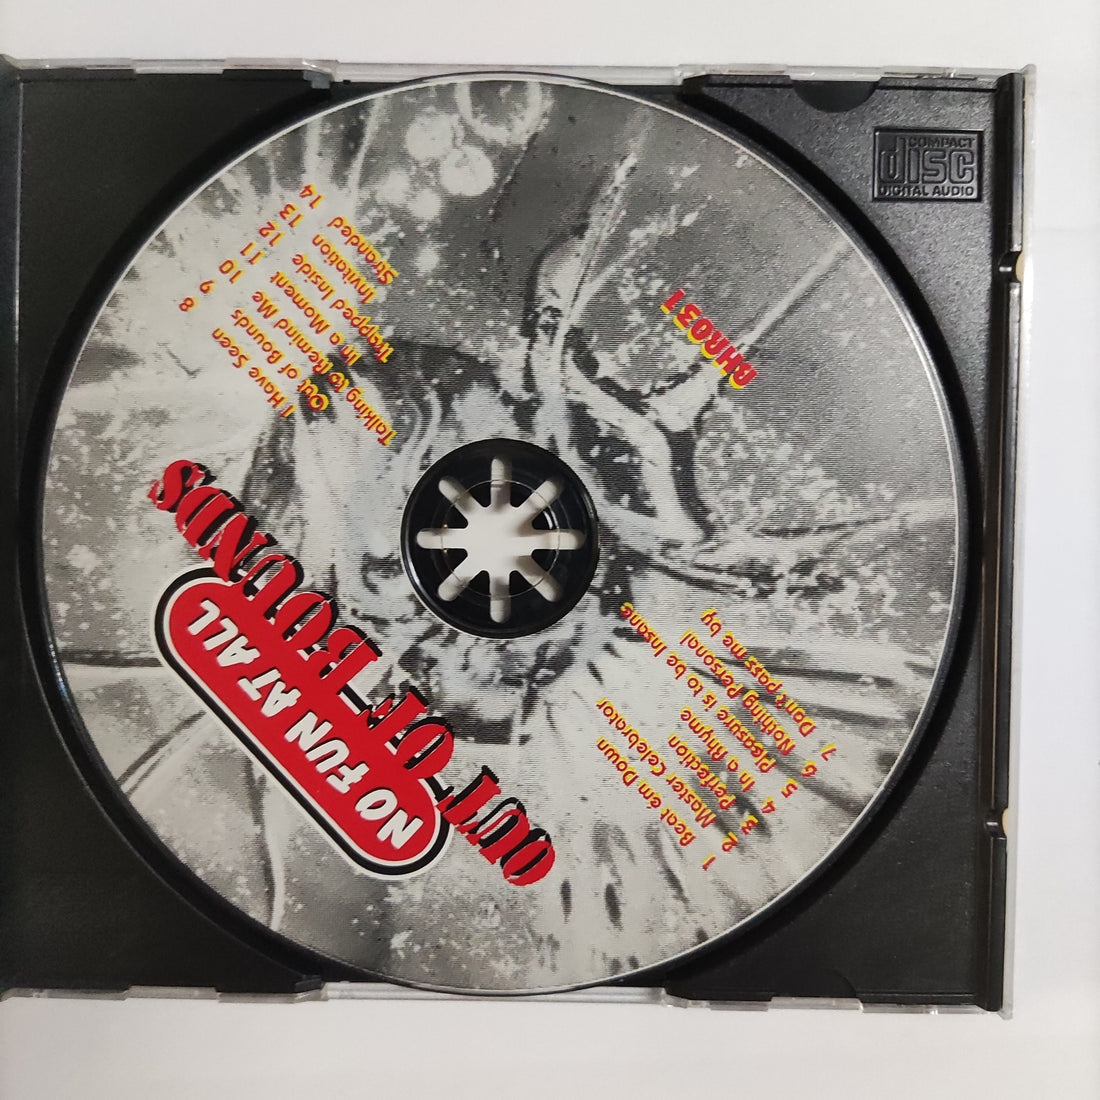 NO FUN AT ALL
OUT OF BOUNDS
1 Beat ém Down
2 Master Celebrator
3 Perfection
4. In a Rhyme
5 Pleasure is to be Insane
6 Nothing Personal
7. Don't pass me by
8 I Have Seen
9 Out of Bounds
10 Talking to Remind Me
11 In a Moment
12 Trapped Inside
13 Invitation
14 Stranded
BHR031
COMPACT
disc
DIGITAL AUDIO